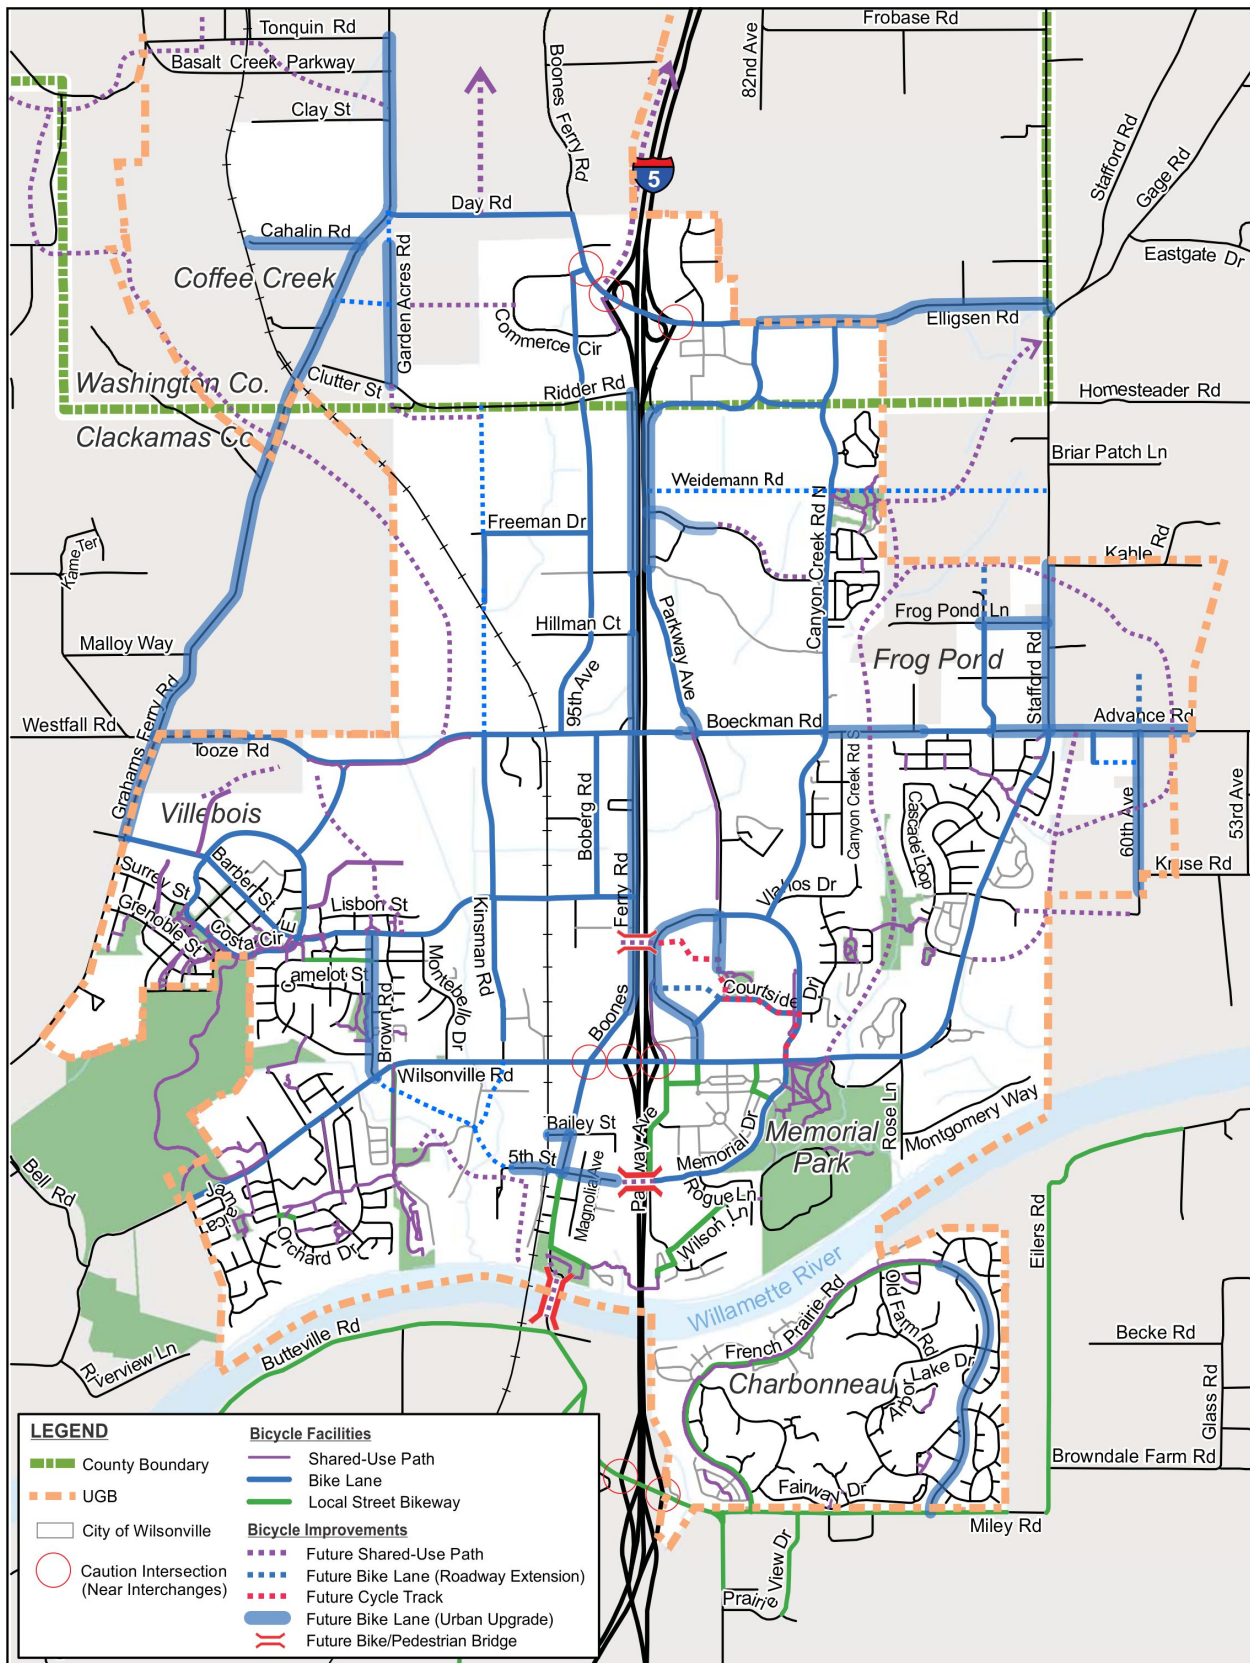 Tonquin Rd
Basalt Creek Parkway
Clay St
Boones Ferry Rd
82nd Ave
Frobase Rd
Stafford Rd
Gage Rd
Eastgate Dr
5
Day Rd
Cahalin Rd
Coffee Creek
Garden Acres Rd
Commerce Cir
Elligsen Rd
Clutter St
Ridder Rd
Washington Co.
Clackamas Co
Homesteader Rd
Briar Patch Ln
Weidemann Rd
Canyon Creek Rd N
Freeman Dr
Kame Ter
Kahle Rd
Parkway Ave
Hillman Ct
Frog Pond Ln
Malloy Way
Frog Pond
Stafford Rd
95th Ave
Grahams Ferry Rd
Westfall Rd
Tooze Rd
Boeckman Rd
Advance Rd
Canyon Creek Rd S
Villebois
Boberg Rd
Cascade Loop
60th Ave
53rd Ave
Kruse Rd
Surrey St
Barber St
Grenoble St
Costa Cir E
Lisbon St
Vlahos Dr
Ferry Rd
Kinsman Rd
Camelot St
Montebello Dr
Brown Rd
Courtside Dr
Boones
Wilsonville Rd
Rose Ln
Montgomery Way
Bailey St
Parkway Ave
Memorial Dr
Memorial
Park
5th St
Magnolia Ave
Rogue Ln
Wilson Ln
Bell Rd
Jamaica
Orchard Dr
Eilers Rd
Willamette River
Butteville Rd
Riverview Ln
French Prairie Rd
Old Farm Rd
Becke Rd
Charbonneau
Arbor Lake Dr
Glass Rd
Browndale Farm Rd
Fairway Dr
Miley Rd
Prairie View Dr
LEGEND
County Boundary
UGB
City of Wilsonville
Caution Intersection
(Near Interchanges)
Bicycle Facilities
Shared-Use Path
Bike Lane
Local Street Bikeway
Bicycle Improvements
Future Shared-Use Path
Future Bike Lane (Roadway Extension)
Future Cycle Track
Future Bike Lane (Urban Upgrade)
Future Bike/Pedestrian Bridge